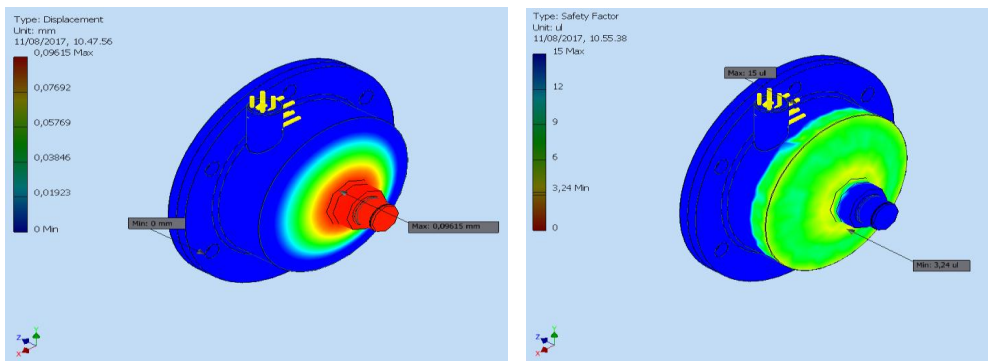 Type: Displacement
Unit: mm
11/08/2017, 10.47.56
0,09615 Max
0,07692
0,05769
0,03846
0,01923
0 Min
Min: 0 mm
Max: 0,09615 mm
Z
Y
X
Type: Safety Factor
Unit: ul
11/08/2017, 10.55.38
15 Max
12
9
6
3,24 Min
0
Max: 15 ul
Min: 3,24 ul
Z
Y
X